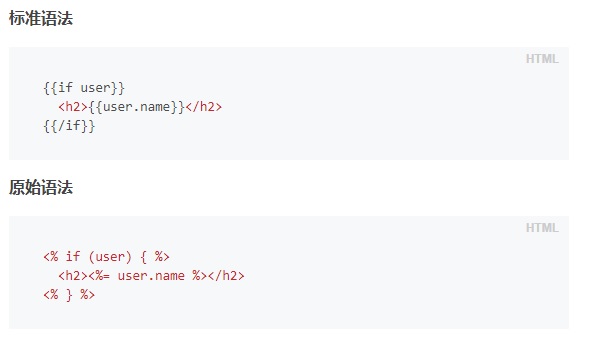 标准语法
HTML
{{if user}}
  <h2>{{user.name}}</h2>
{{/if}}
原始语法
HTML
<% if (user) { %>
  <h2><%= user.name %></h2>
<% } %>